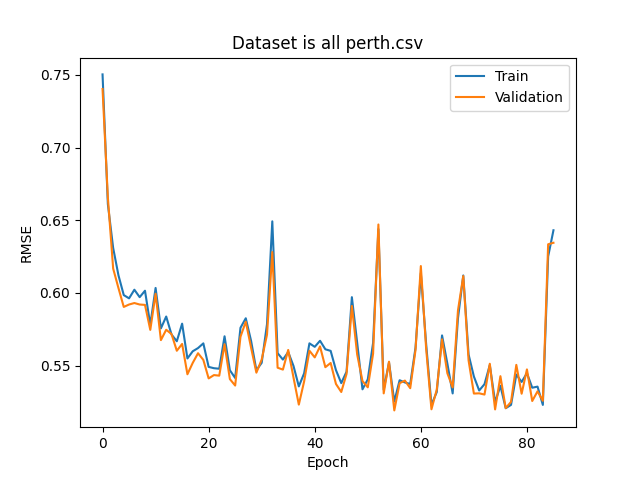 Dataset is all perth.csv
Train
Validation
0.75
0.70
0.65
0.60
0.55
RMSE
0 20 40 60 80
Epoch